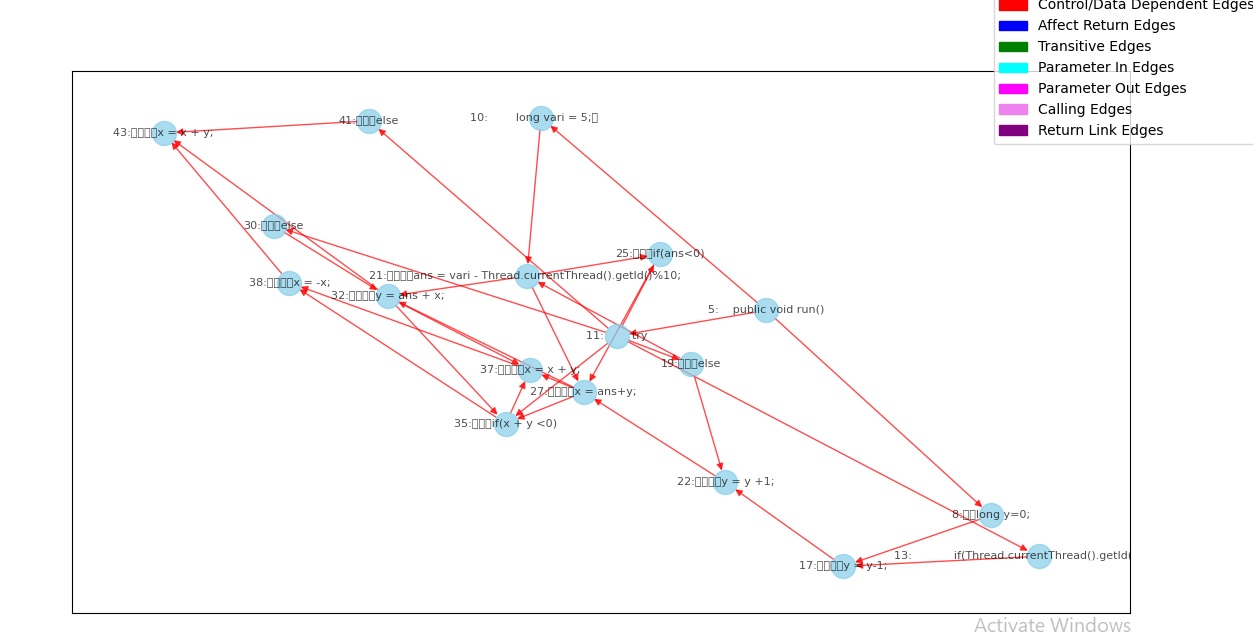 Control/Data Dependent Edges
Affect Return Edges
Transitive Edges
Parameter In Edges
Parameter Out Edges
Calling Edges
Return Link Edges
43:□□□□x = x + y;
41:□□□else
10: long vari = 5;□
30:□□□else
25:□□□if(ans<0)
38:□□□□x = -x;
21:□□□□ans = vari - Thread.currentThread().getId()%10;
32:□□□□y = ans + x;
5: public void run()
11: try
19:□□□else
37:□□□□x = x + y;
27:□□□□x = ans+y;
35:□□□if(x + y <0)
22:□□□□y = y +1;
8:□□long y=0;
13: if(Thread.currentThread().getId(
17:□□□□y = y-1;
Activate Windows